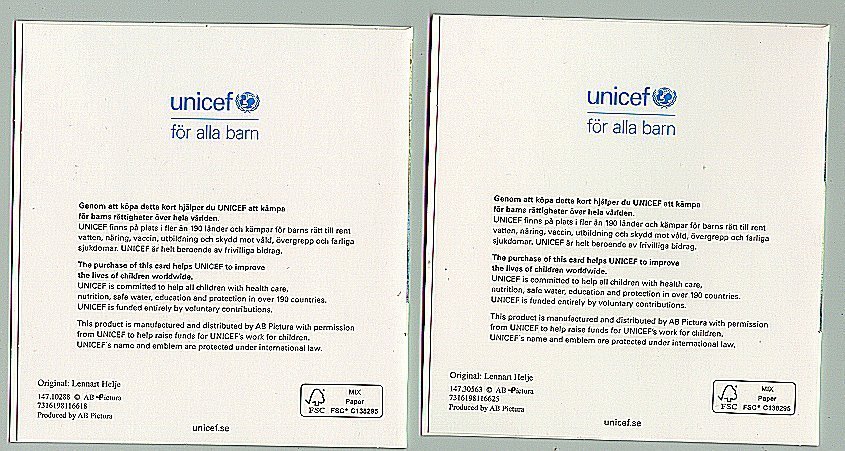 unicef
för alla barn
Genom att köpa detta kort hjälper du UNICEF att kämpa
för barns rättigheter över hela världen.
UNICEF finns på plats i fler än 190 länder och kämpar för barns rätt till rent
vatten, näring, vaccin, utbildning och skydd mot våld, övergrepp och farliga
sjukdomar. UNICEF är helt beroende av frivilliga bidrag.
The purchase of this card helps UNICEF to improve
the lives of children worldwide.
UNICEF is committed to help all children with health care,
nutrition, safe water, education and protection in over 190 countries.
UNICEF is funded entirely by voluntary contributions.
This product is manufactured and distributed by AB Pictura with permission
from UNICEF to help raise funds for UNICEF's work for children.
UNICEF's name and emblem are protected under international law.
Original: Lennart Helje
147.10288 © AB Pictura
7316198116618
Produced by AB Pictura
FSC
MIX
Paper
FSC® C138295
unicef.se
unicef
för alla barn
Genom att köpa detta kort hjälper du UNICEF att kämpa
för barns rättigheter över hela världen.
UNICEF finns på plats i fler än 190 länder och kämpar för barns rätt till rent
vatten, näring, vaccin, utbildning och skydd mot våld, övergrepp och farliga
sjukdomar. UNICEF är helt beroende av frivilliga bidrag.
The purchase of this card helps UNICEF to improve
the lives of children worldwide.
UNICEF is committed to help all children with health care,
nutrition, safe water, education and protection in over 190 countries.
UNICEF is funded entirely by voluntary contributions.
This product is manufactured and distributed by AB Pictura with permission
from UNICEF to help raise funds for UNICEF's work for children.
UNICEF's name and emblem are protected under international law.
Original: Lennart Helje
147.30563 © AB Pictura
7316198116625
Produced by AB Pictura
FSC
MIX
Paper
FSC® C138295
unicef.se